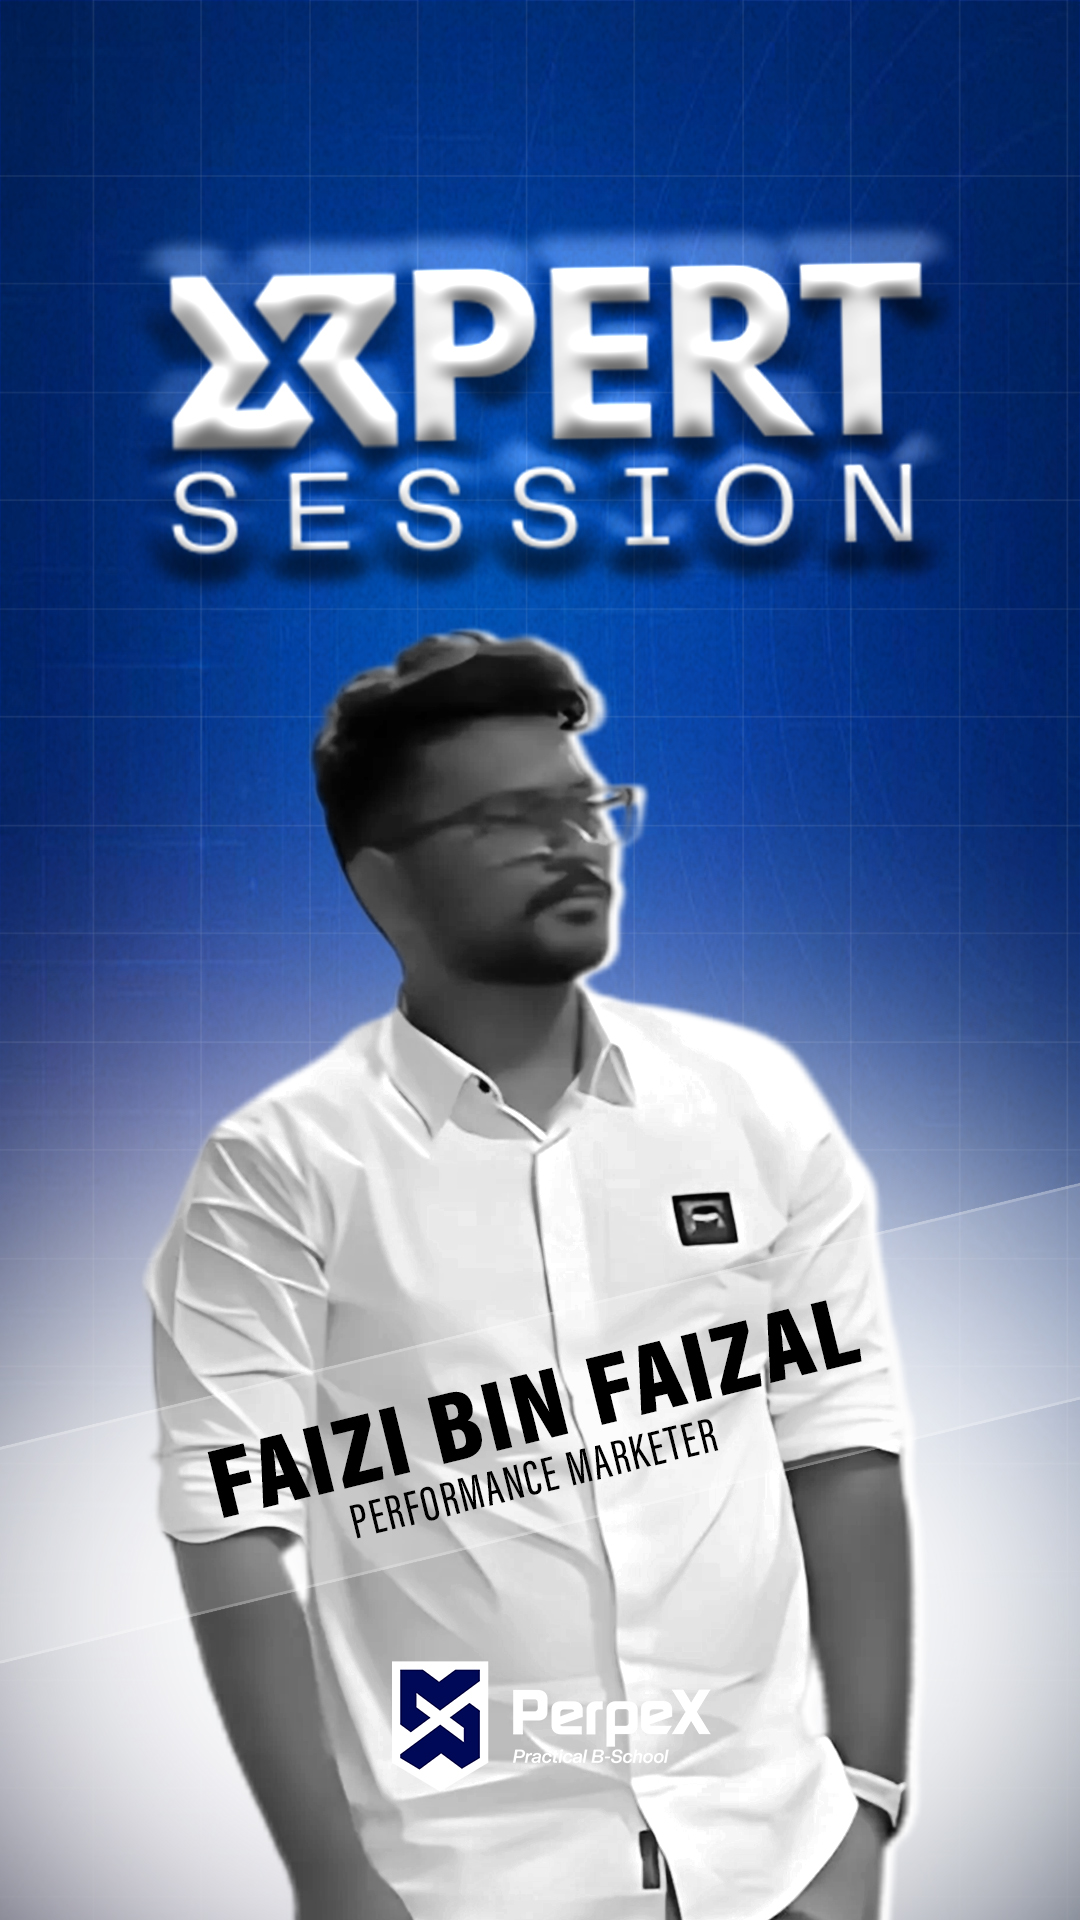 XPERT
SESSION
FAIZI BIN FAIZAL
PERFORMANCE MARKETER
PerpeX
Practical B-School